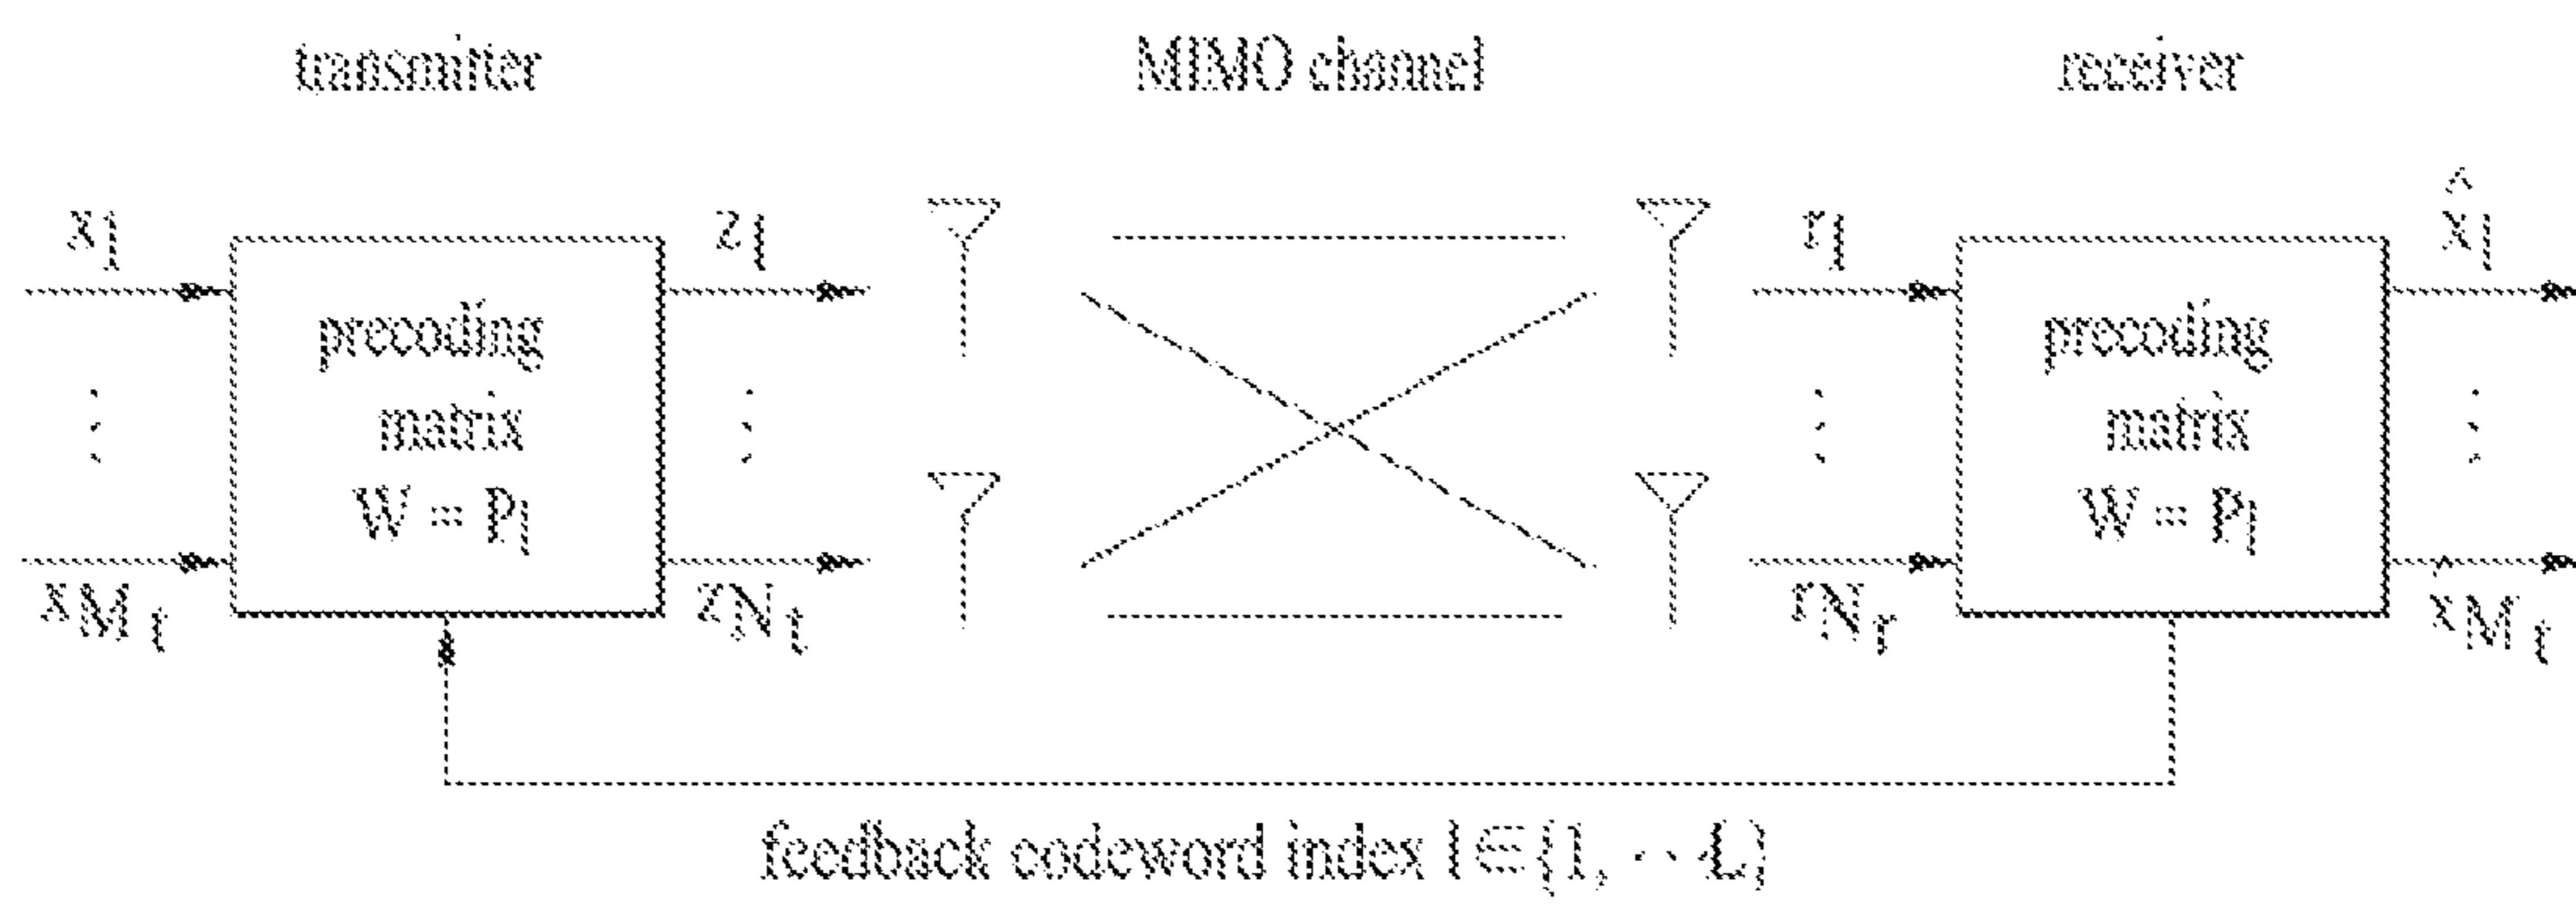 transmitter MIMO channel receiver
x1 z1 r1 x̂1
precoding matrix W = Pl
precoding matrix W = Pl
xMt zNt rNr x̂Mt
feedback codeword index l∈{1, ···L}